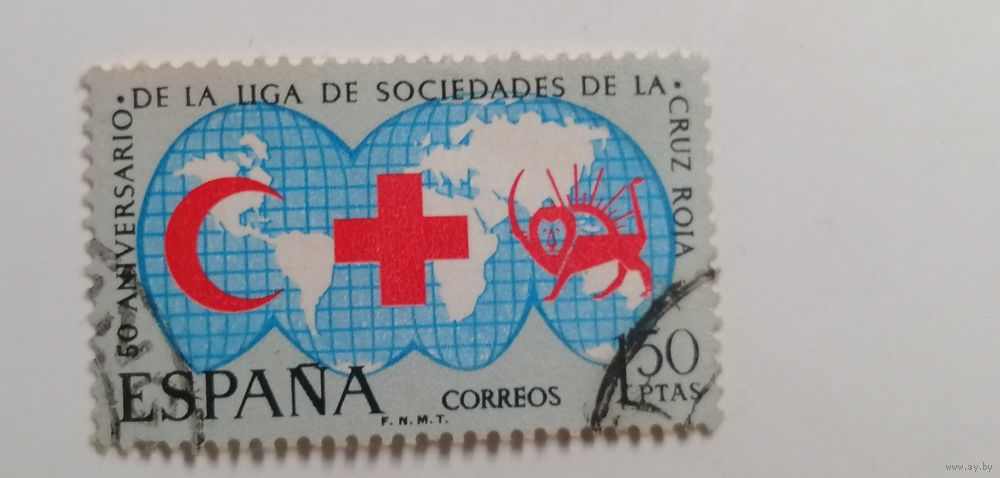 50 ANIVERSARIO
• DE LA LIGA DE SOCIEDADES DE LA •
CRUZ ROJA
1'50
PTAS
ESPAÑA
CORREOS
F. N. M. T.
www.ay.by